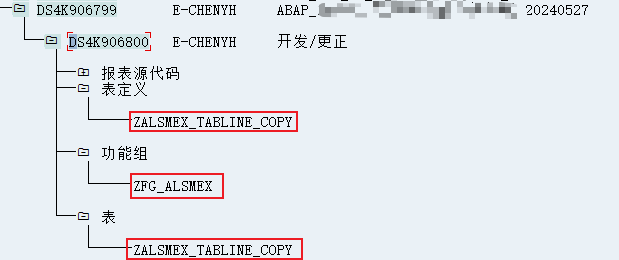 DS4K906799 E-CHENYH ABAP_ 20240527
DS4K906800 E-CHENYH 开发/更正
报表源代码
表定义
ZALSMEX_TABLINE_COPY
功能组
ZFG_ALSMEX
表
ZALSMEX_TABLINE_COPY